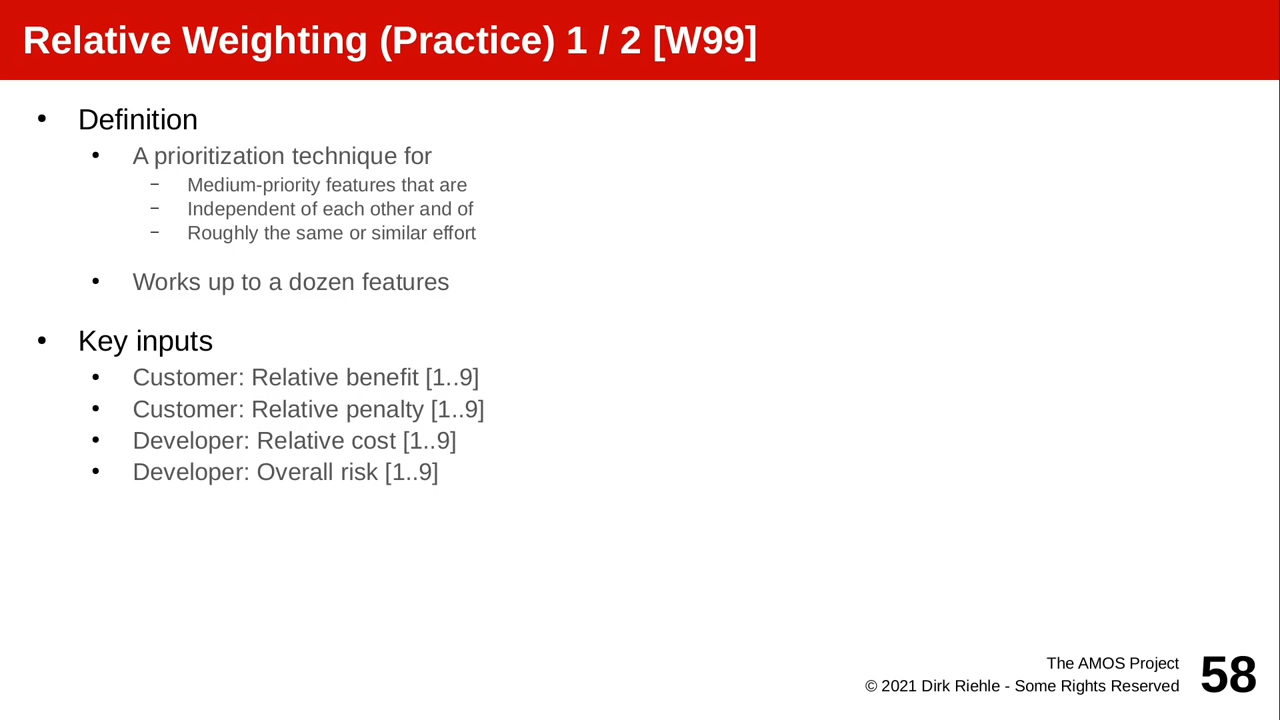 Relative Weighting (Practice) 1 / 2 [W99]
• Definition
• A prioritization technique for
– Medium-priority features that are
– Independent of each other and of
– Roughly the same or similar effort
• Works up to a dozen features
• Key inputs
• Customer: Relative benefit [1..9]
• Customer: Relative penalty [1..9]
• Developer: Relative cost [1..9]
• Developer: Overall risk [1..9]
The AMOS Project
© 2021 Dirk Riehle - Some Rights Reserved
58